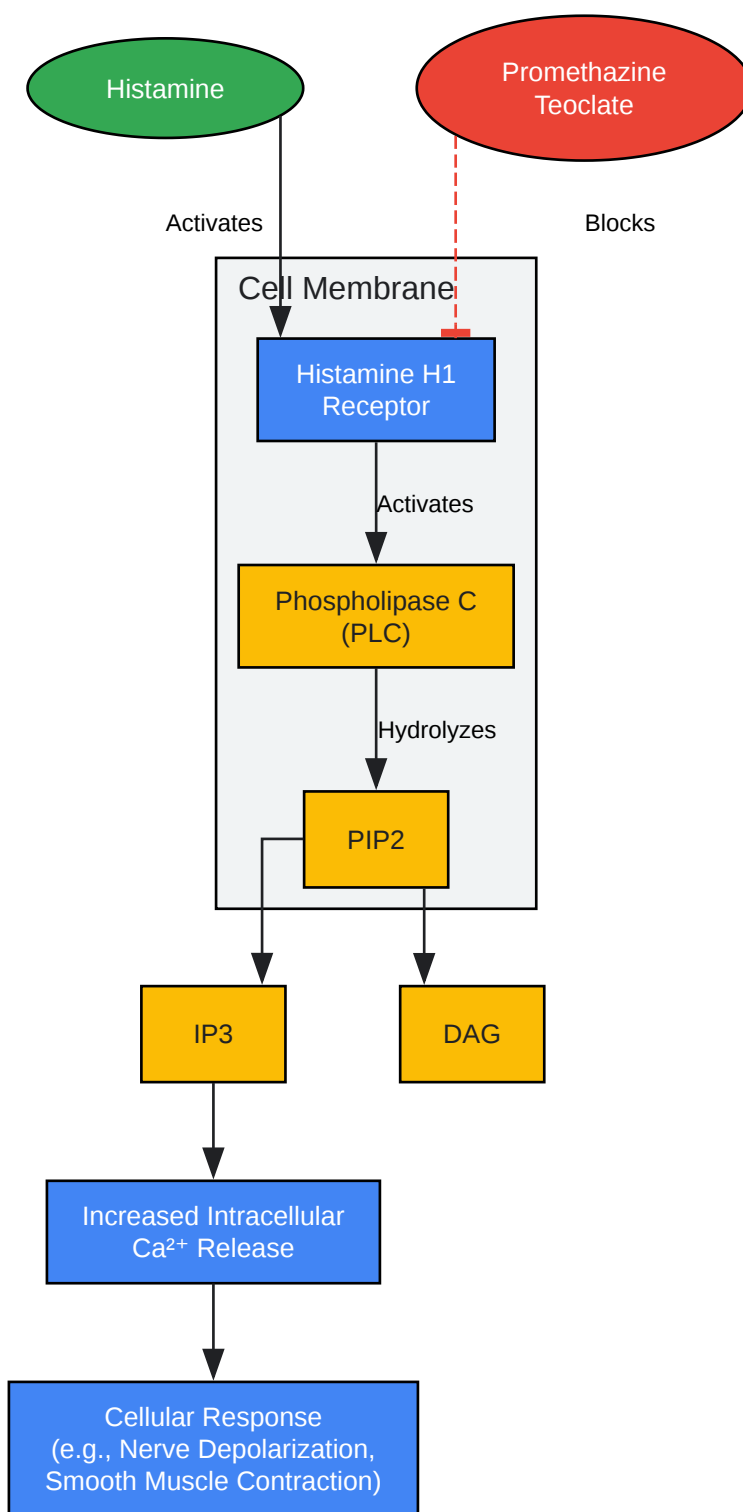 Histamine
Promethazine
Teoclate
Activates
Blocks
Cell Membrane
Histamine H1
Receptor
Activates
Phospholipase C
(PLC)
Hydrolyzes
PIP2
IP3
DAG
Increased Intracellular
Ca²⁺ Release
Cellular Response
(e.g., Nerve Depolarization,
Smooth Muscle Contraction)